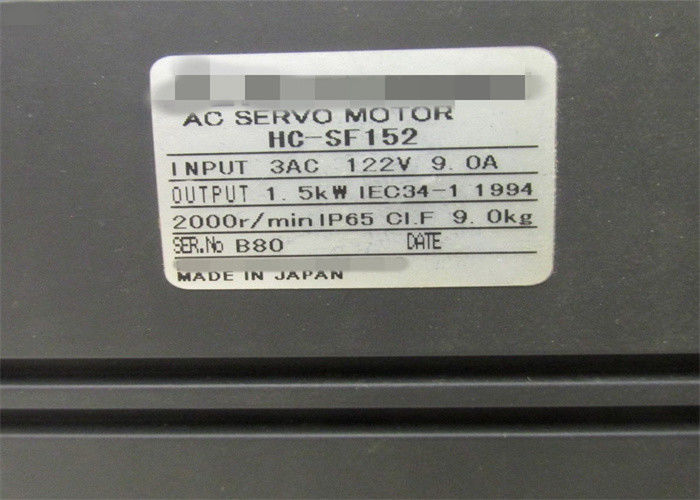 AC SERVO MOTOR
HC-SF152
INPUT 3AC 122V 9.0A
OUTPUT 1.5kW IEC34-1 1994
2000r/min IP65 CI.F 9.0kg
SER.No B80 DATE
MADE IN JAPAN